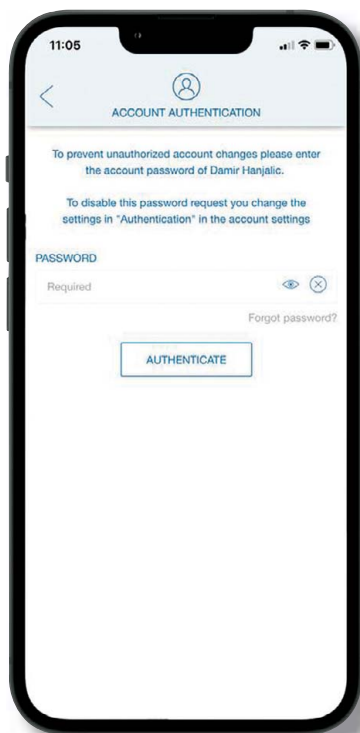 11:05
ACCOUNT AUTHENTICATION
To prevent unauthorized account changes please enter
the account password of Damir Hanjalic.
To disable this password request you change the
settings in "Authentication" in the account settings
PASSWORD
Required
Forgot password?
AUTHENTICATE